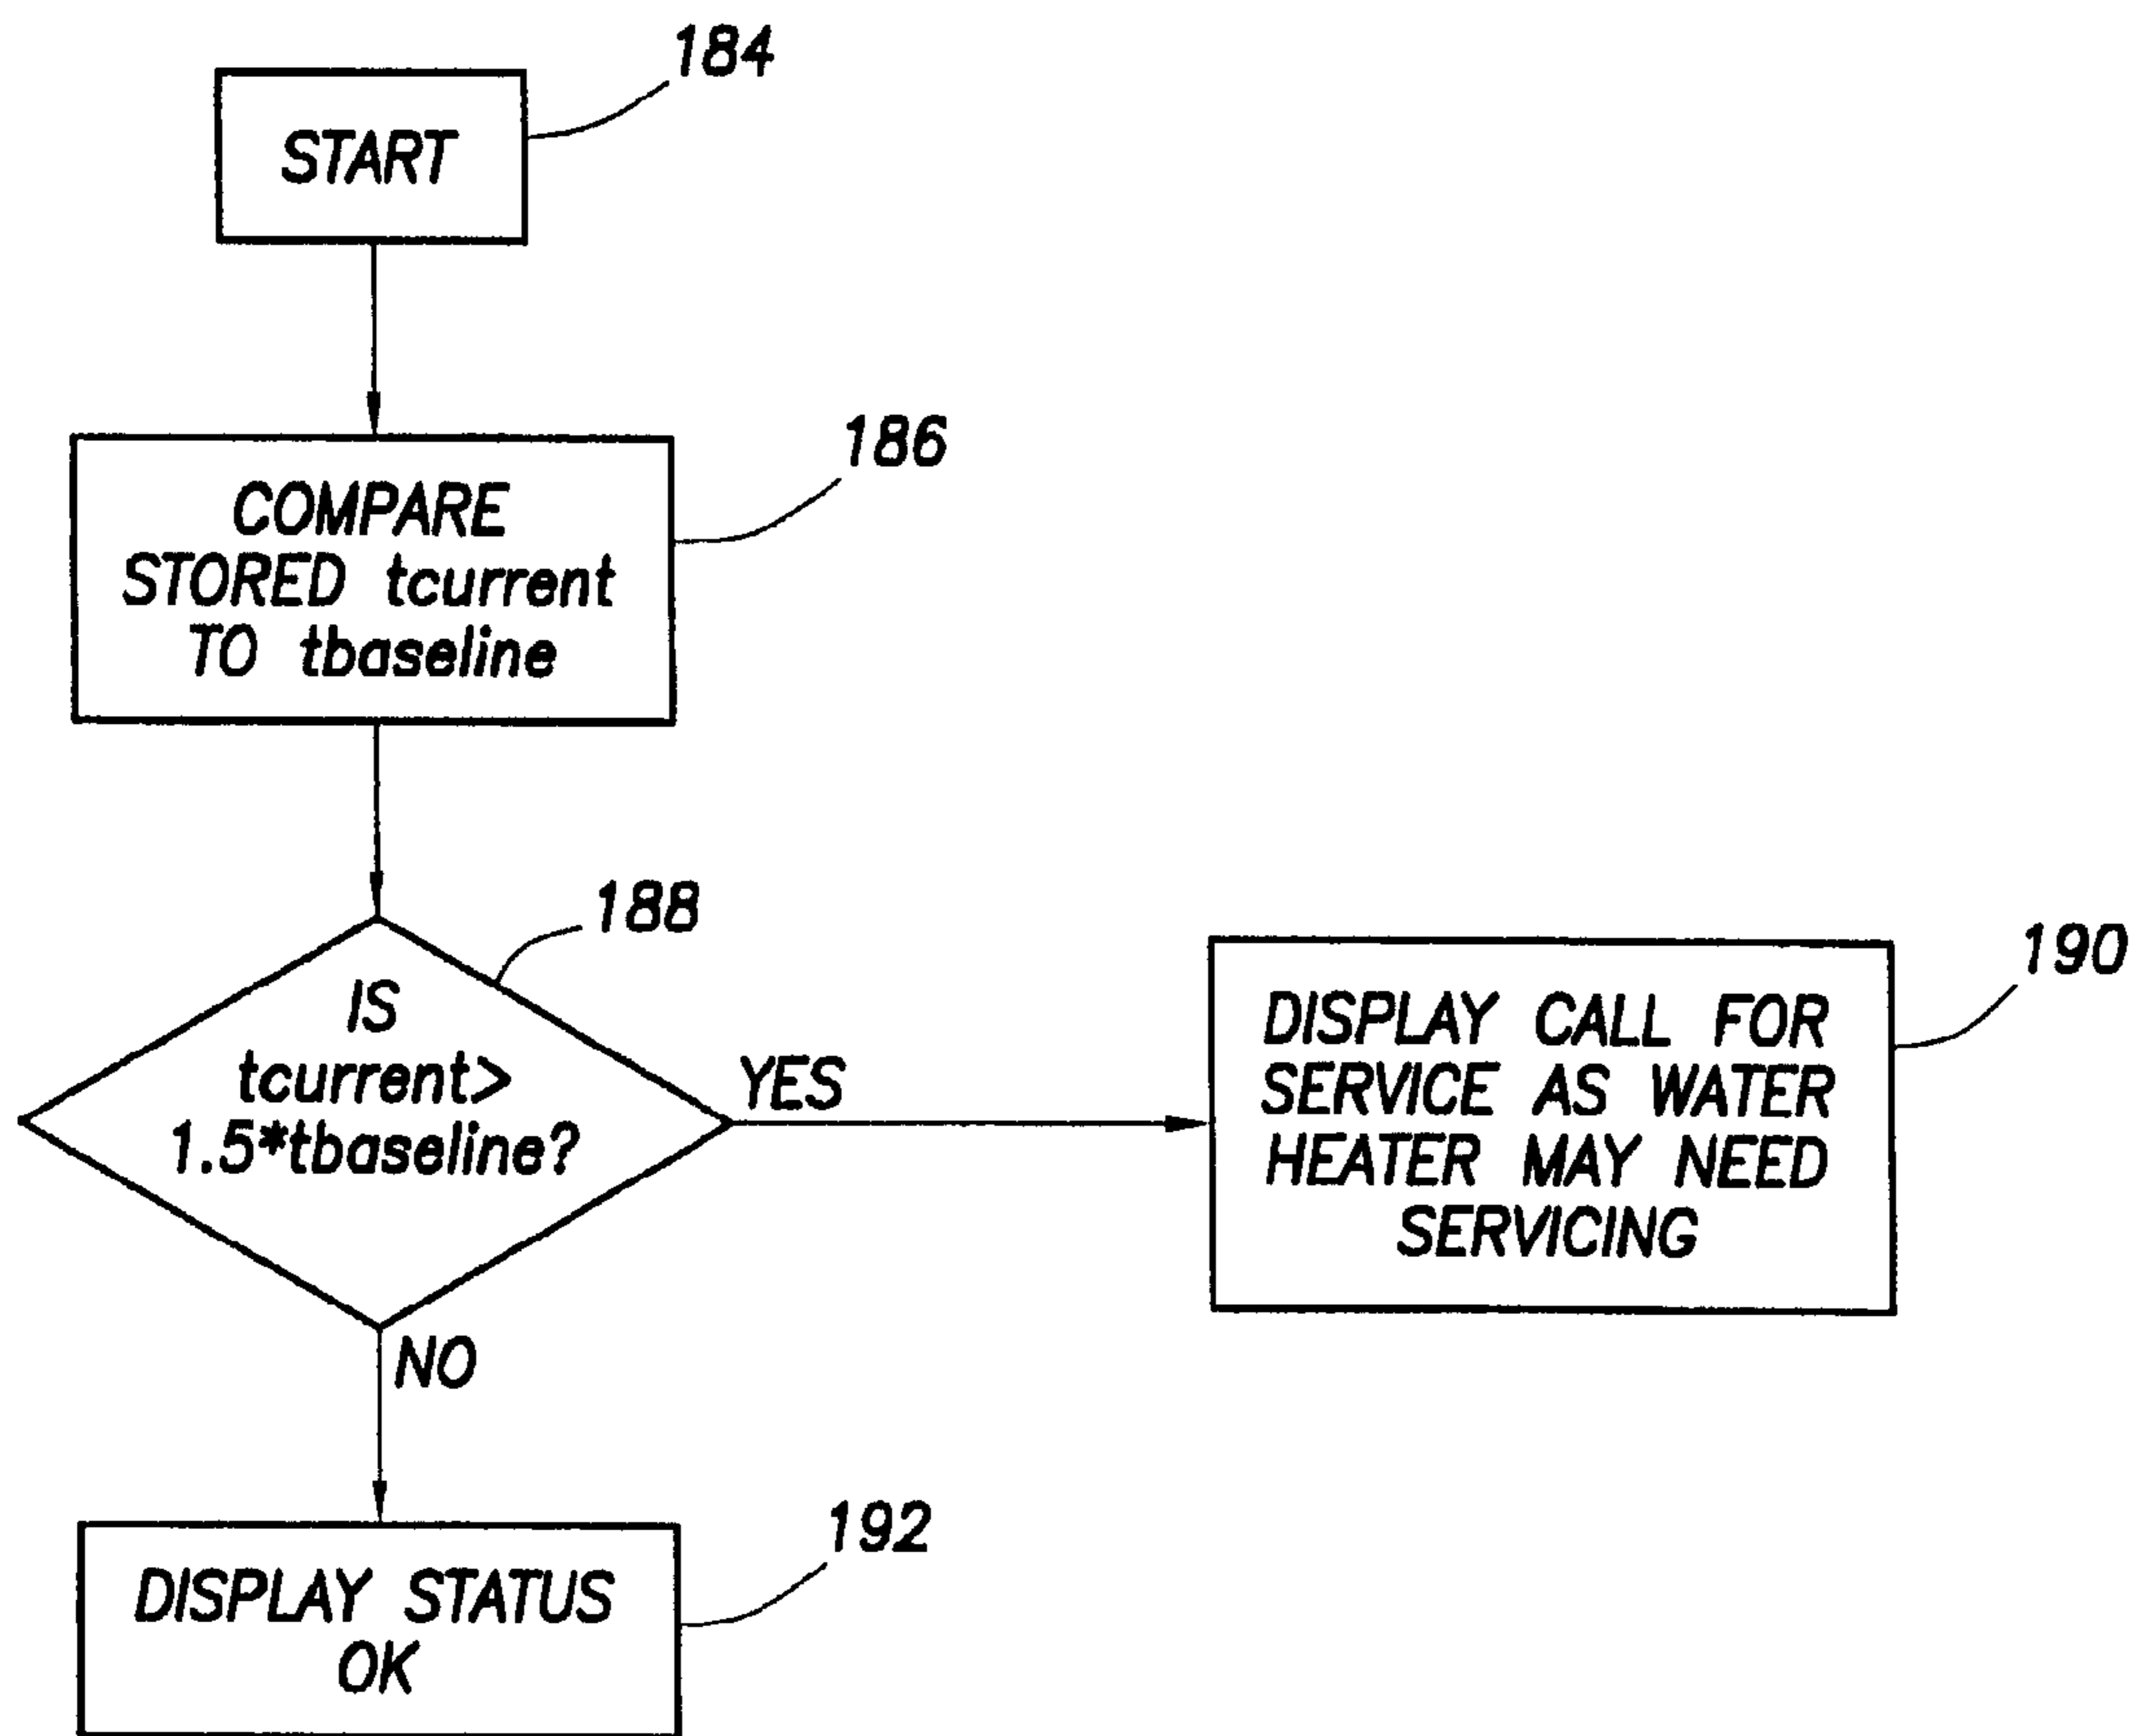 184
START
186
COMPARE
STORED tcurrent
TO tbaseline
188
IS
tcurrent>
1.5*tbaseline?
YES
190
DISPLAY CALL FOR
SERVICE AS WATER
HEATER MAY NEED
SERVICING
NO
192
DISPLAY STATUS
OK